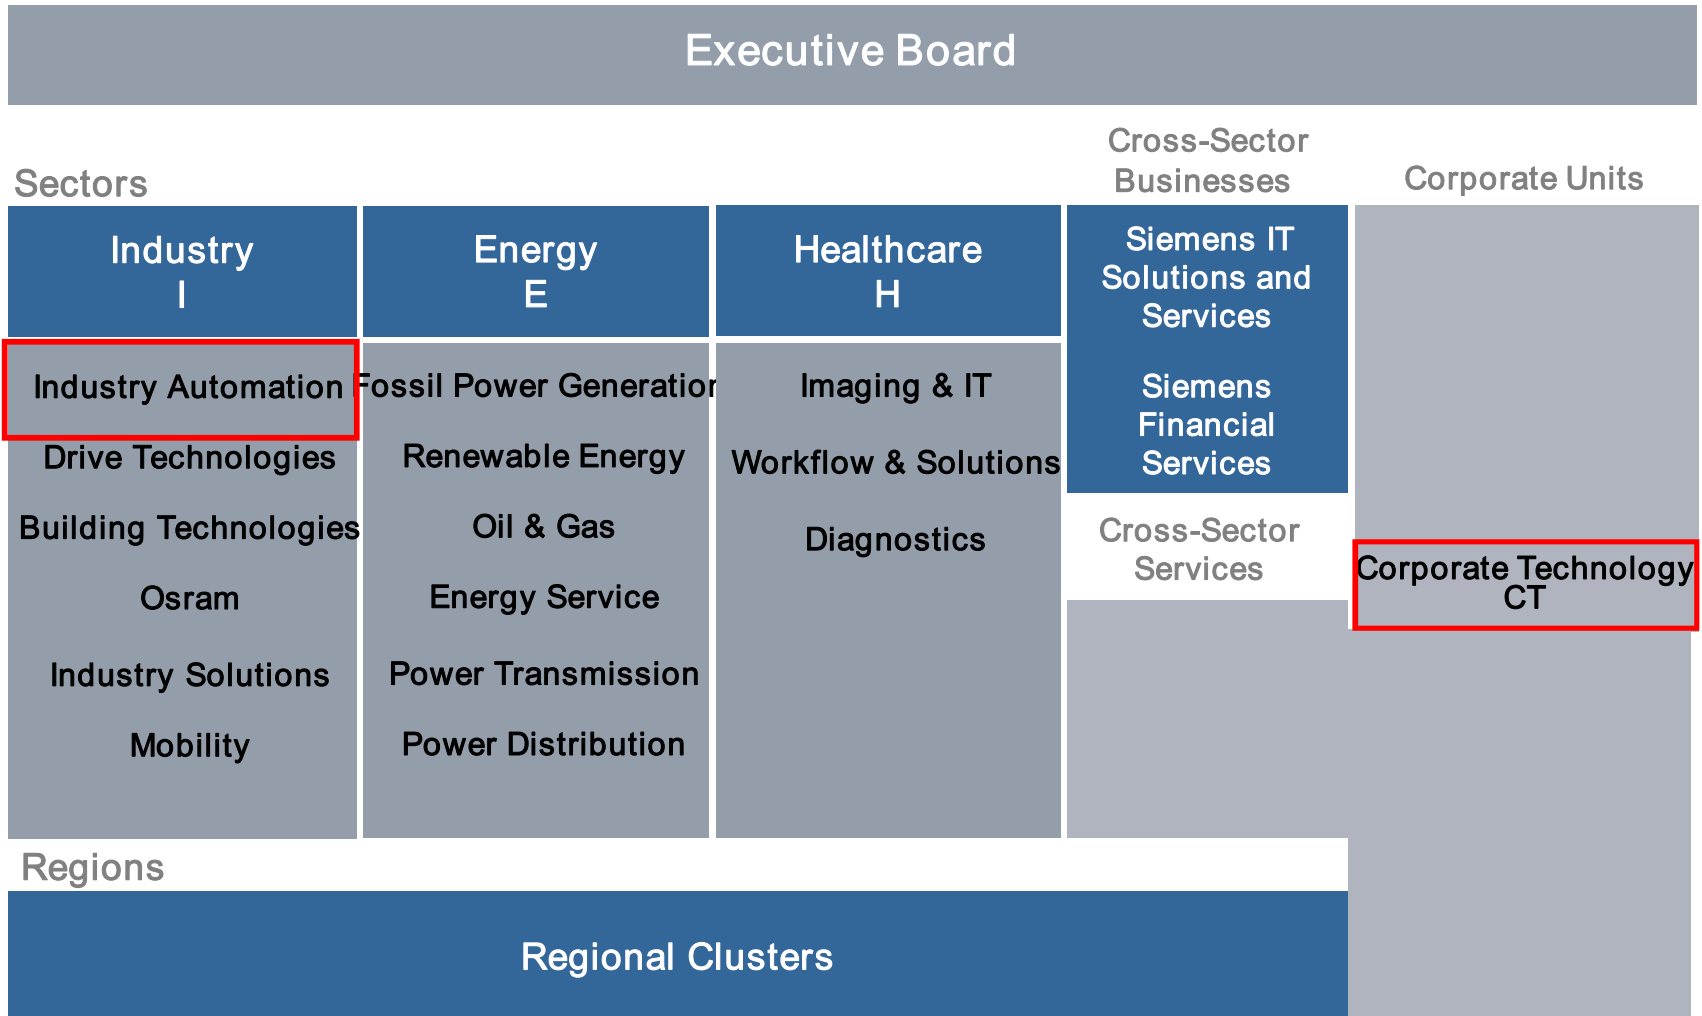 Executive Board
Sectors
Cross-Sector
Businesses
Corporate Units
Industry
I
Energy
E
Healthcare
H
Siemens IT
Solutions and
Services
Siemens
Financial
Services
Industry Automation
Drive Technologies
Building Technologies
Osram
Industry Solutions
Mobility
Fossil Power Generation
Renewable Energy
Oil & Gas
Energy Service
Power Transmission
Power Distribution
Imaging & IT
Workflow & Solutions
Diagnostics
Cross-Sector
Services
Corporate Technology
CT
Regions
Regional Clusters